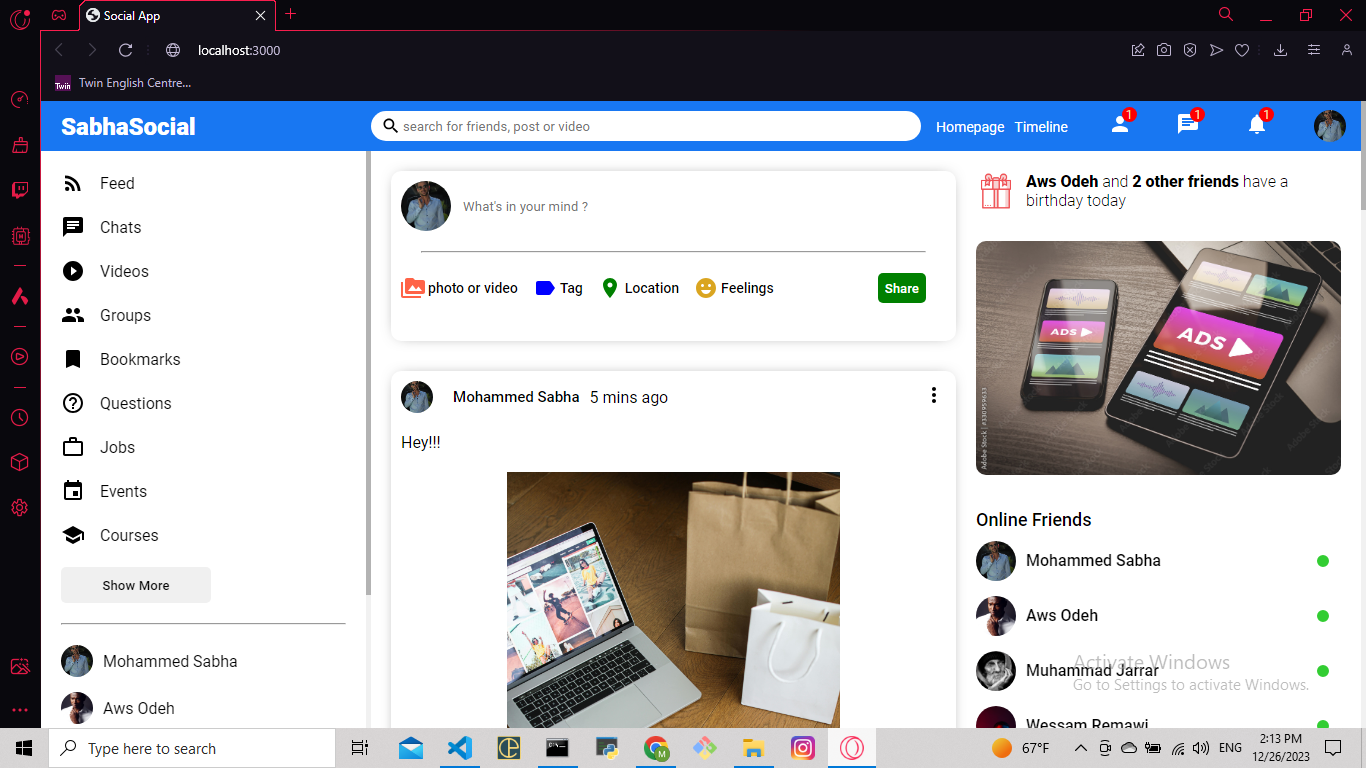 Social App
localhost:3000
Twin
Twin English Centre...
SabhaSocial
search for friends, post or video
Homepage Timeline
1
1
1
Feed
Chats
Videos
Groups
Bookmarks
Questions
Jobs
Events
Courses
Show More
Mohammed Sabha
Aws Odeh
What's in your mind ?
photo or video
Tag
Location
Feelings
Share
Mohammed Sabha 5 mins ago
Hey!!!
Aws Odeh and 2 other friends have a
birthday today
ADS
ADS
Adobe Stock | #330959633
Online Friends
Mohammed Sabha
Aws Odeh
Muhammad Jarrar
Wessam Remawi
Activate Windows
Go to Settings to activate Windows.
Type here to search
M
67°F
ENG
2:13 PM
12/26/2023